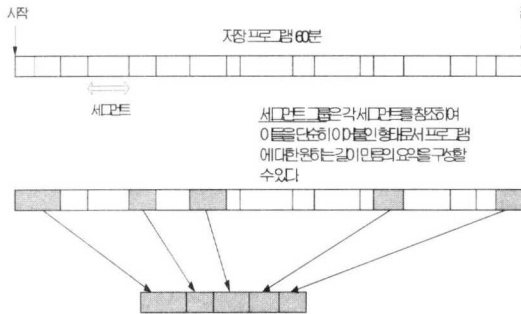 시작
저장 프로그램 60분
세그먼트
세그먼트 그룹은 각 세그먼트를 참조하여
이들을 단순히 이어붙인 형태로서 프로그램
에 대한 원하는 길이 만큼의 요약을 구성할
수 있다